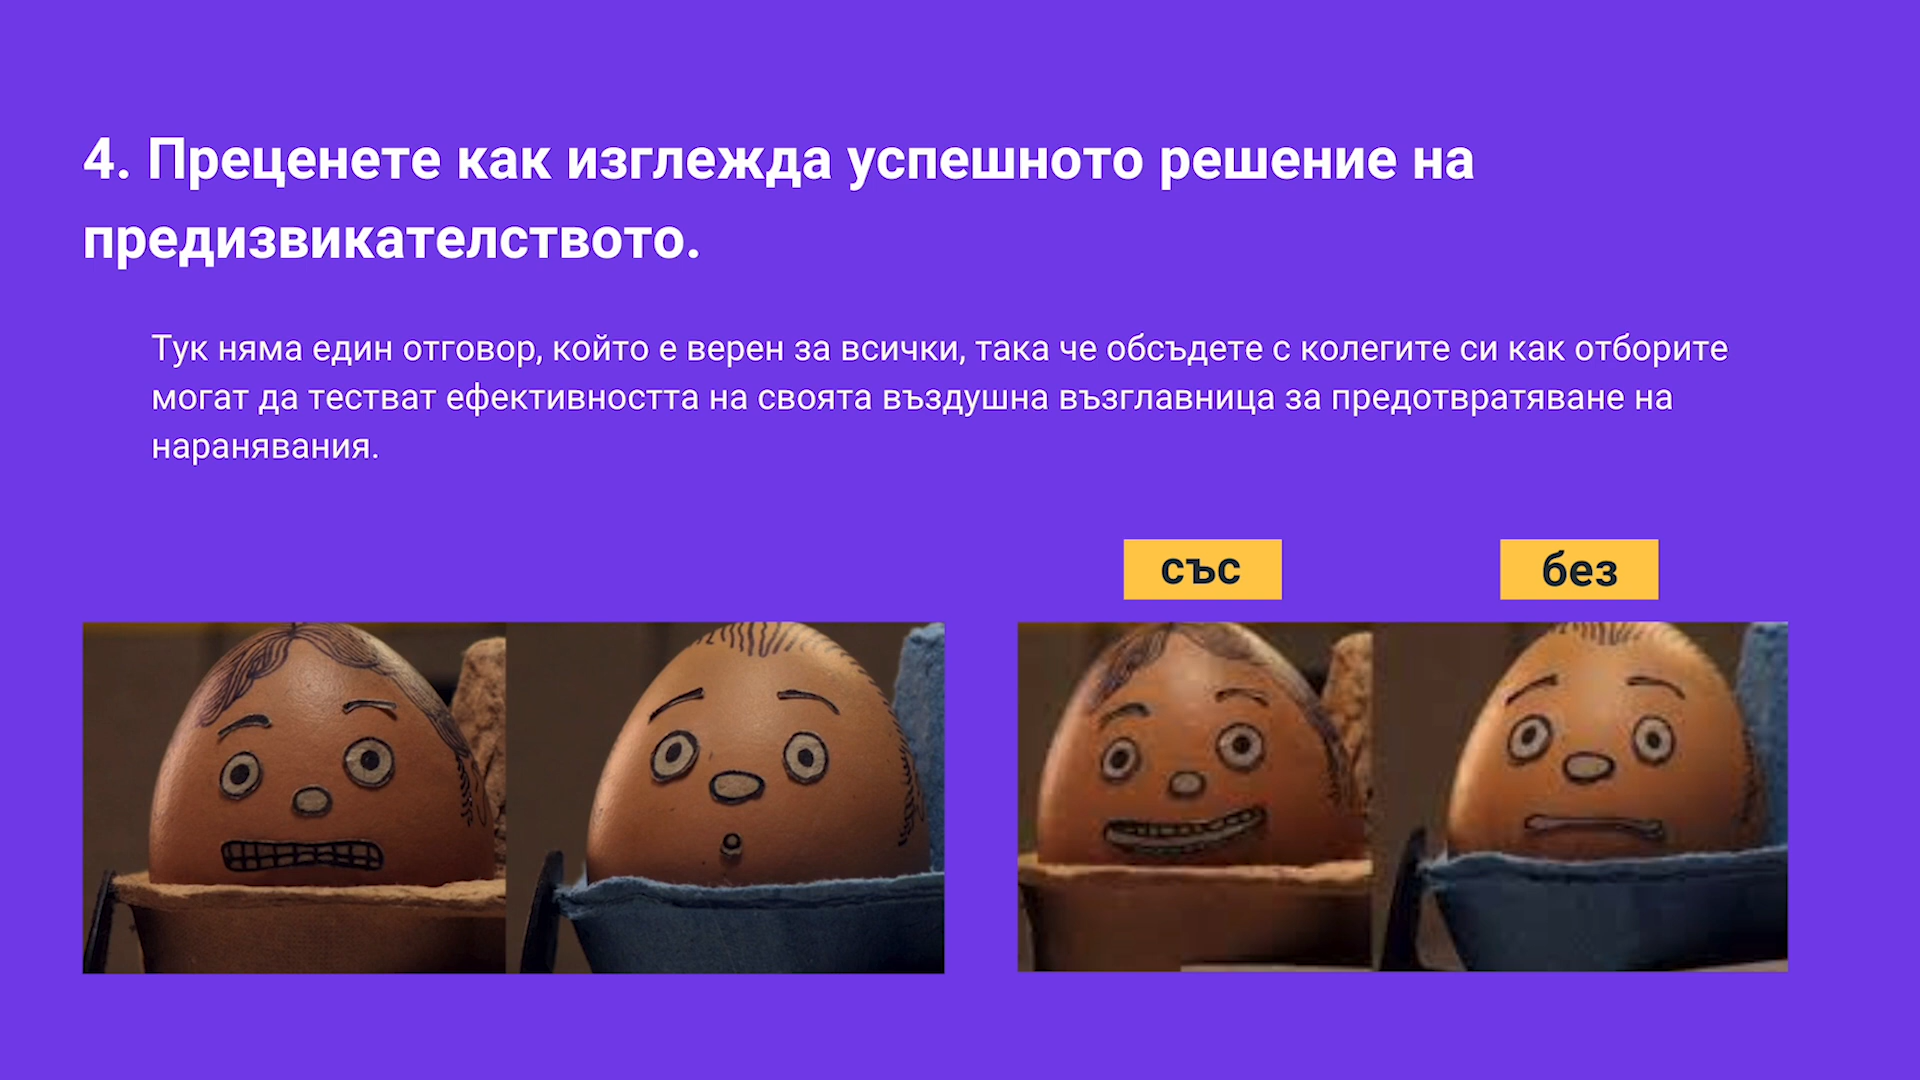 4. Преценете как изглежда успешното решение на
предизвикателството.
Тук няма един отговор, който е верен за всички, така че обсъдете с колегите си как отборите
могат да тестват ефективността на своята въздушна възглавница за предотвратяване на
наранявания.
със
без